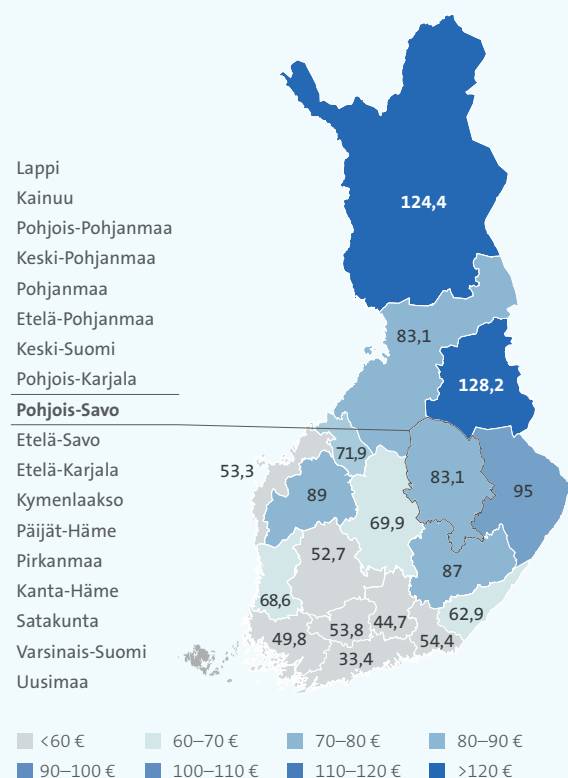 Lappi
Kainuu
Pohjois-Pohjanmaa
Keski-Pohjanmaa
Pohjanmaa
Etelä-Pohjanmaa
Keski-Suomi
Pohjois-Karjala
Pohjois-Savo
Etelä-Savo
Etelä-Karjala
Kymenlaakso
Päijät-Häme
Pirkanmaa
Kanta-Häme
Satakunta
Varsinais-Suomi
Uusimaa
124,4
83,1
128,2
71,9
53,3
83,1
95
89
69,9
52,7
87
68,6
62,9
44,7
53,8
54,4
49,8
33,4
<60 €
60–70 €
70–80 €
80–90 €
90–100 €
100–110 €
110–120 €
>120 €